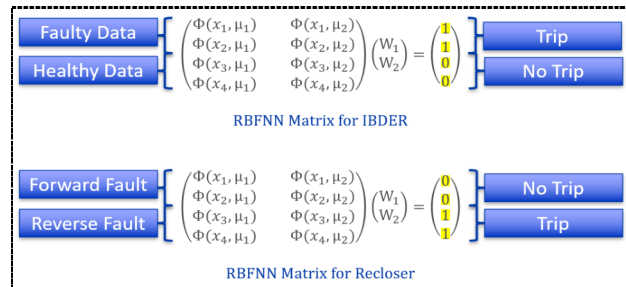 Faulty Data
Healthy Data
Φ(x₁, μ₁) Φ(x₁, μ₂)
Φ(x₂, μ₁) Φ(x₂, μ₂)
Φ(x₃, μ₁) Φ(x₃, μ₂)
Φ(x₄, μ₁) Φ(x₄, μ₂)
(W₁
W₂) =
1
1
0
0
Trip
No Trip
RBFNN Matrix for IBDER
Forward Fault
Reverse Fault
Φ(x₁, μ₁) Φ(x₁, μ₂)
Φ(x₂, μ₁) Φ(x₂, μ₂)
Φ(x₃, μ₁) Φ(x₃, μ₂)
Φ(x₄, μ₁) Φ(x₄, μ₂)
(W₁
W₂) =
0
0
1
1
No Trip
Trip
RBFNN Matrix for Recloser